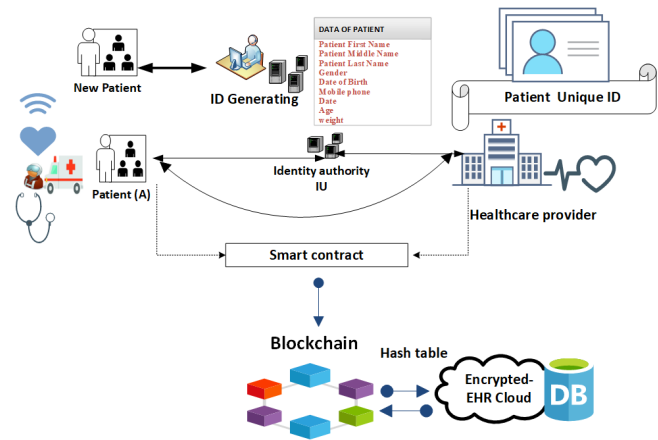 DATA OF PATIENT
Patient First Name
Patient Middle Name
Patient Last Name
Gender
Date of Birth
Mobile phone
Date
Age
weight
New Patient
ID Generating
Patient Unique ID
Patient (A)
Identity authority
IU
Healthcare provider
Smart contract
Blockchain
Hash table
Encrypted-
EHR Cloud
DB